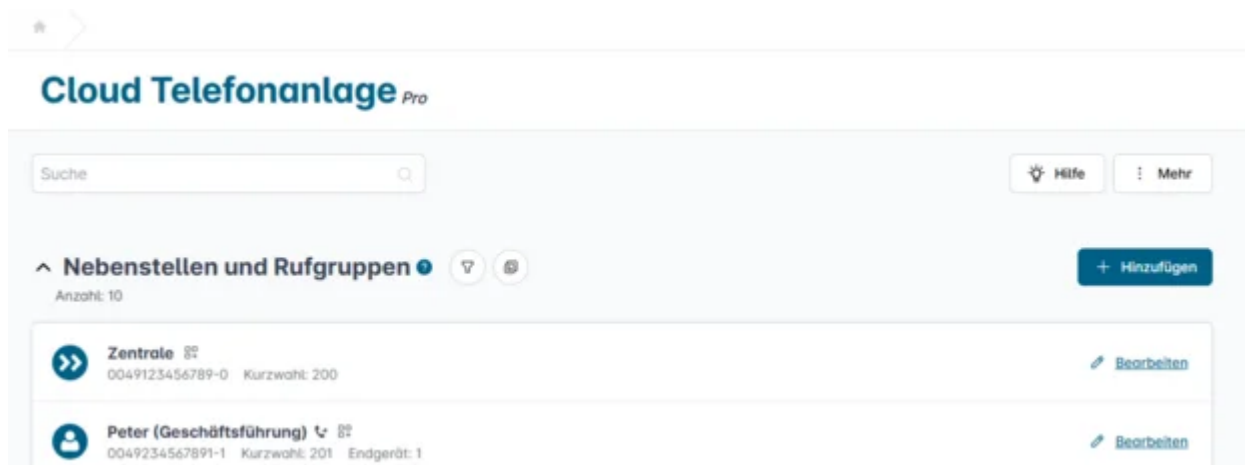 Cloud Telefonanlage Pro
Suche
Hilfe
Mehr
Nebenstellen und Rufgruppen
Hinzufügen
Anzahl: 10
Zentrale
0049123456789-0 Kurzwahl: 200
Bearbeiten
Peter (Geschäftsführung)
0049234567891-1 Kurzwahl: 201 Endgerät: 1
Bearbeiten